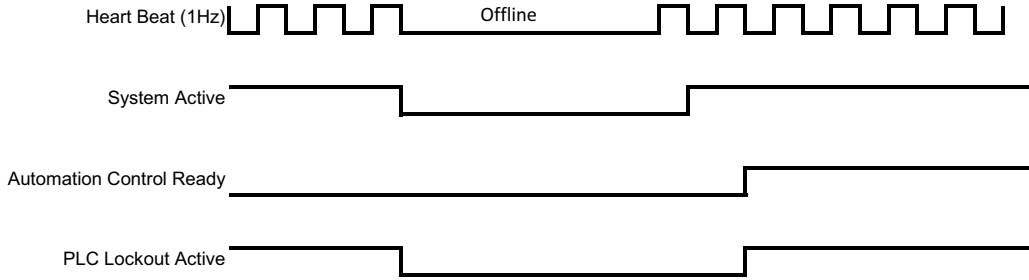 Heart Beat (1Hz)
Offline
System Active
Automation Control Ready
PLC Lockout Active